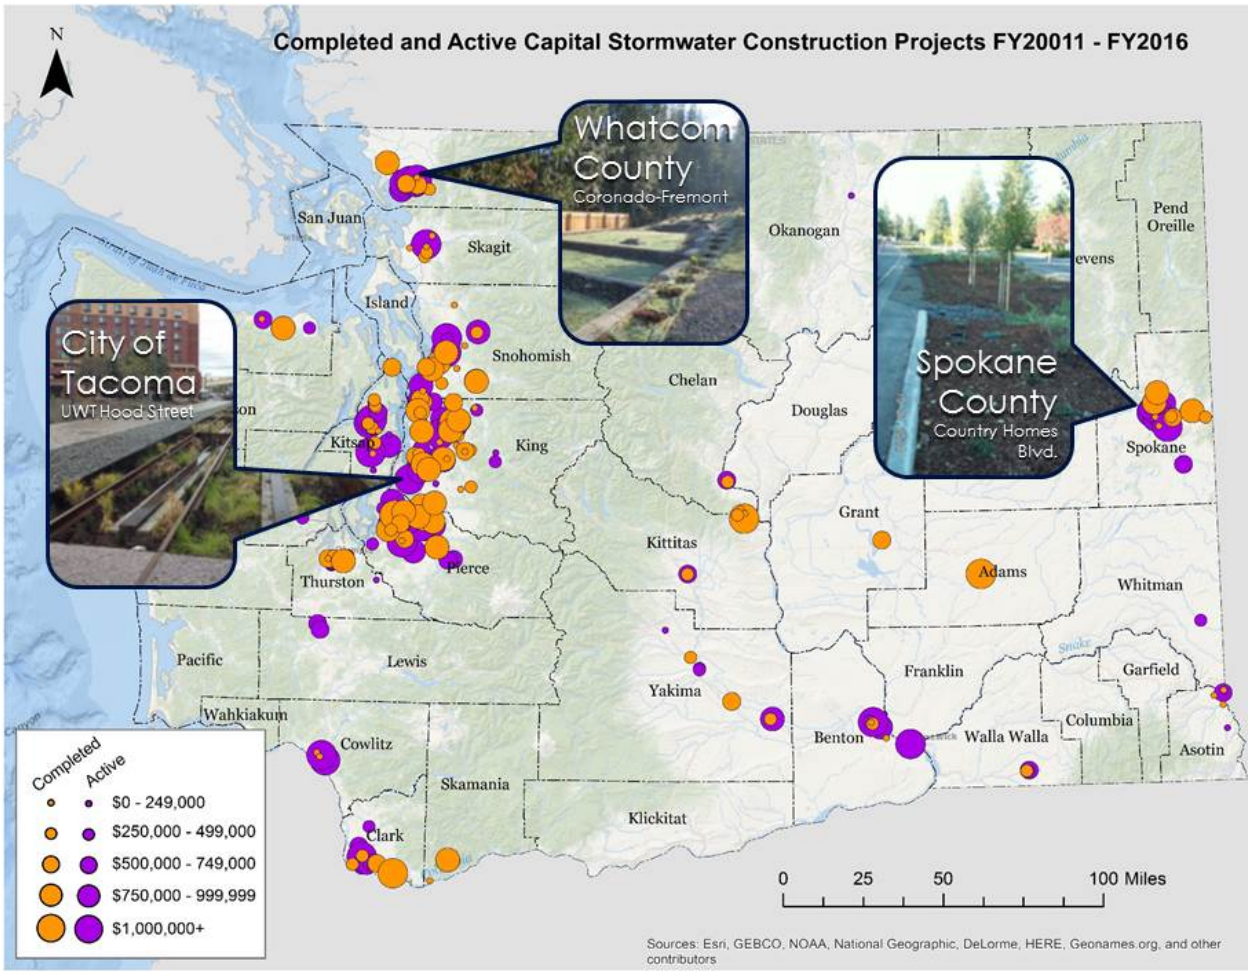 Completed and Active Capital Stormwater Construction Projects FY20011 - FY2016
N
Whatcom
County
Coronado-Fremont
Spokane
County
Country Homes
Blvd.
City of
Tacoma
UWT Hood Street
San Juan
Skagit
Island
Snohomish
Okanogan
Pend
Oreille
evens
Chelan
Douglas
on
Kitsap
King
Spokane
Grant
Kittitas
Adams
Whitman
Thurston
Pierce
Pacific
Lewis
Yakima
Franklin
Garfield
Snake
Wahkiakum
Cowlitz
Benton
Walla Walla
Columbia
Asotin
Skamania
Klickitat
Clark
Completed
Active
$0 - 249,000
$250,000 - 499,000
$500,000 - 749,000
$750,000 - 999,999
$1,000,000+
0 25 50 100 Miles
Sources: Esri, GEBCO, NOAA, National Geographic, DeLorme, HERE, Geonames.org, and other
contributors